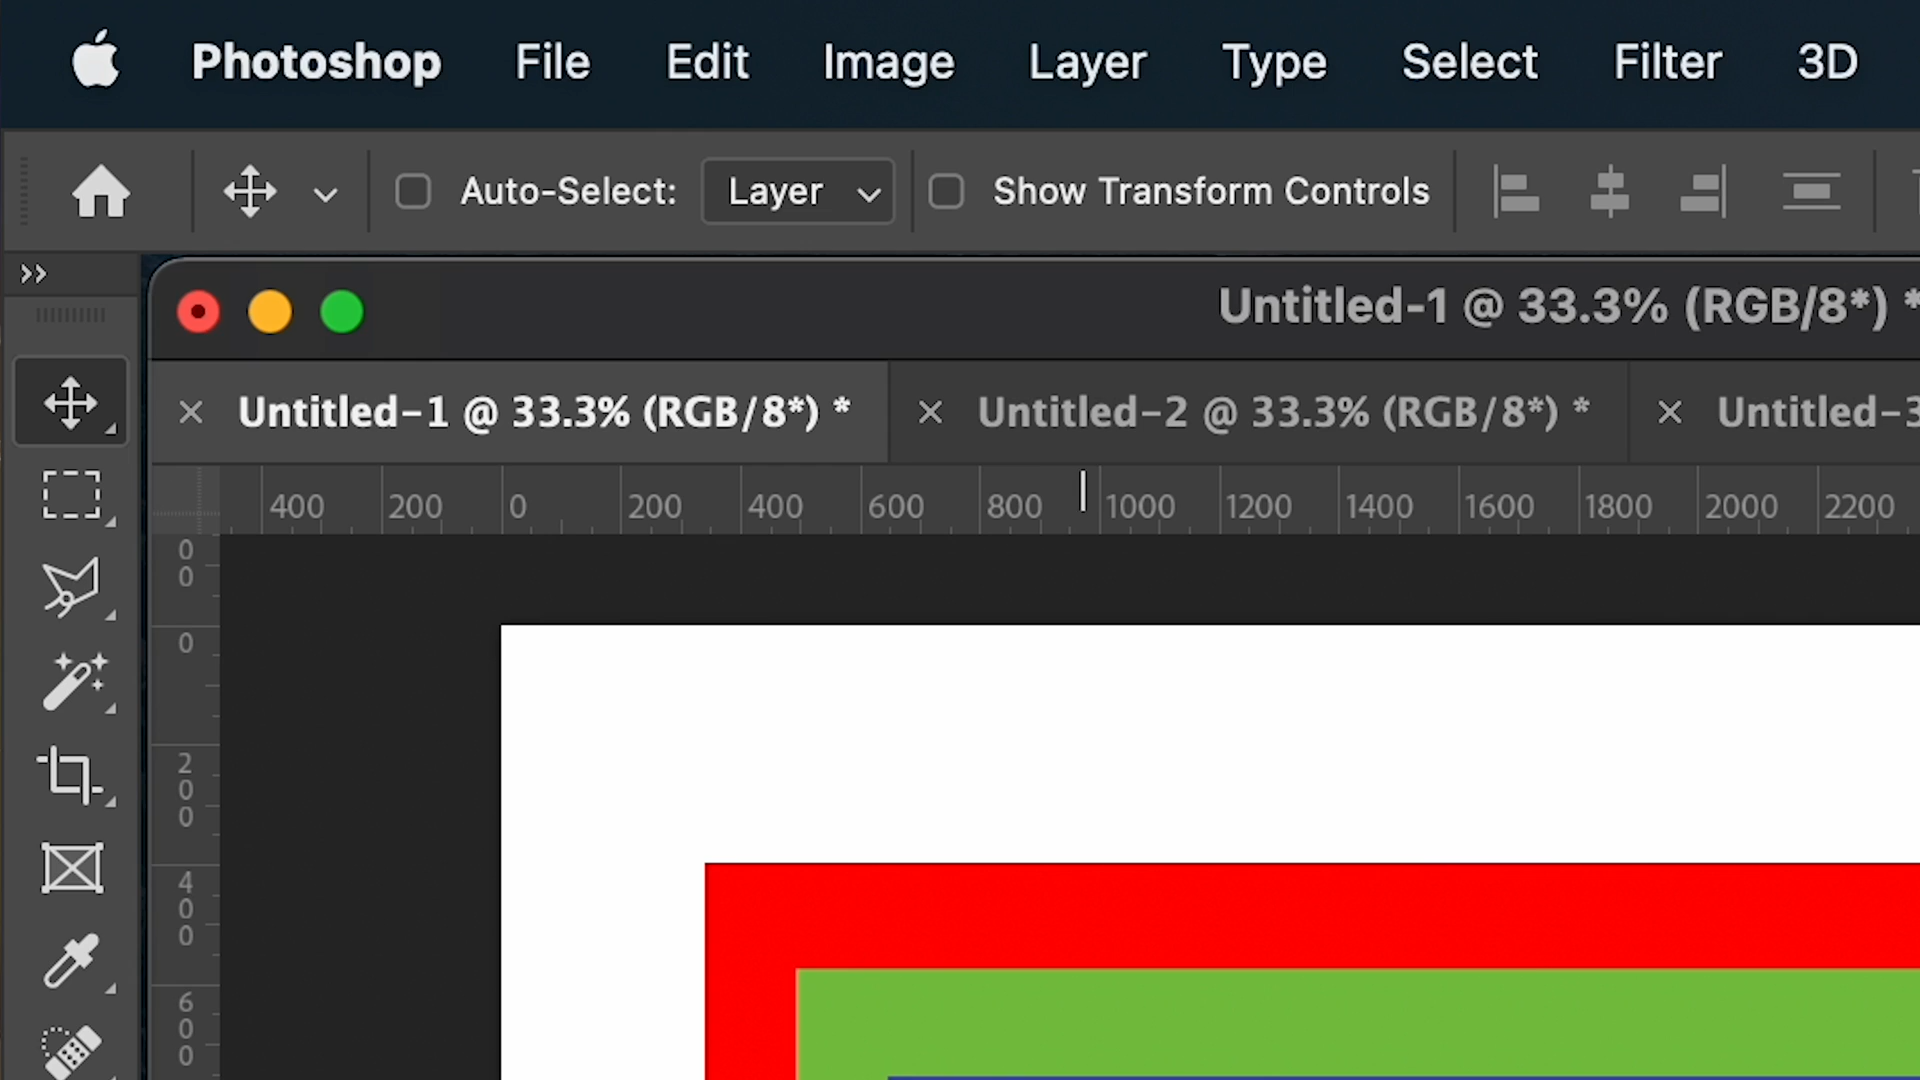 Photoshop File Edit Image Layer Type Select Filter 3D
Auto-Select: Layer Show Transform Controls
Untitled-1 @ 33.3% (RGB/8*) *
Untitled-1 @ 33.3% (RGB/8*) * Untitled-2 @ 33.3% (RGB/8*) * Untitled-3
400 200 0 200 400 600 800 1000 1200 1400 1600 1800 2000 2200
0
0
0
2
0
0
4
0
0
6
0
0